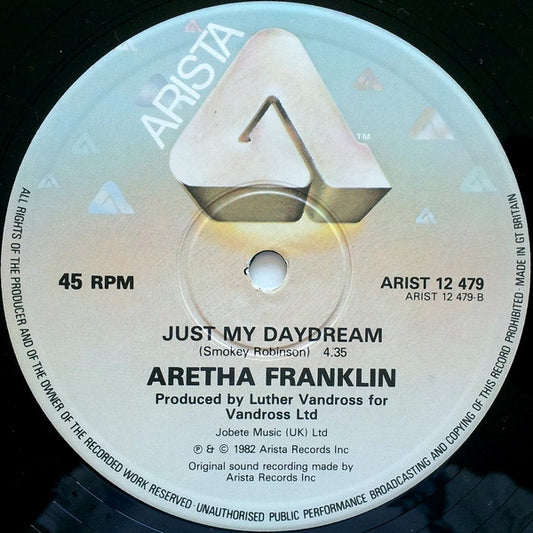 ARISTA
TM
45 RPM
ARIST 12 479
ARIST 12 479-B
JUST MY DAYDREAM
(Smokey Robinson) 4.35
ARETHA FRANKLIN
Produced by Luther Vandross for
Vandross Ltd
Jobete Music (UK) Ltd
℗ & © 1982 Arista Records Inc
Original sound recording made by
Arista Records Inc
ALL RIGHTS OF THE PRODUCER AND OF THE OWNER OF THE RECORDED WORK RESERVED · UNAUTHORISED PUBLIC PERFORMANCE BROADCASTING AND COPYING OF THIS RECORD PROHIBITED · MADE IN GT BRITAIN